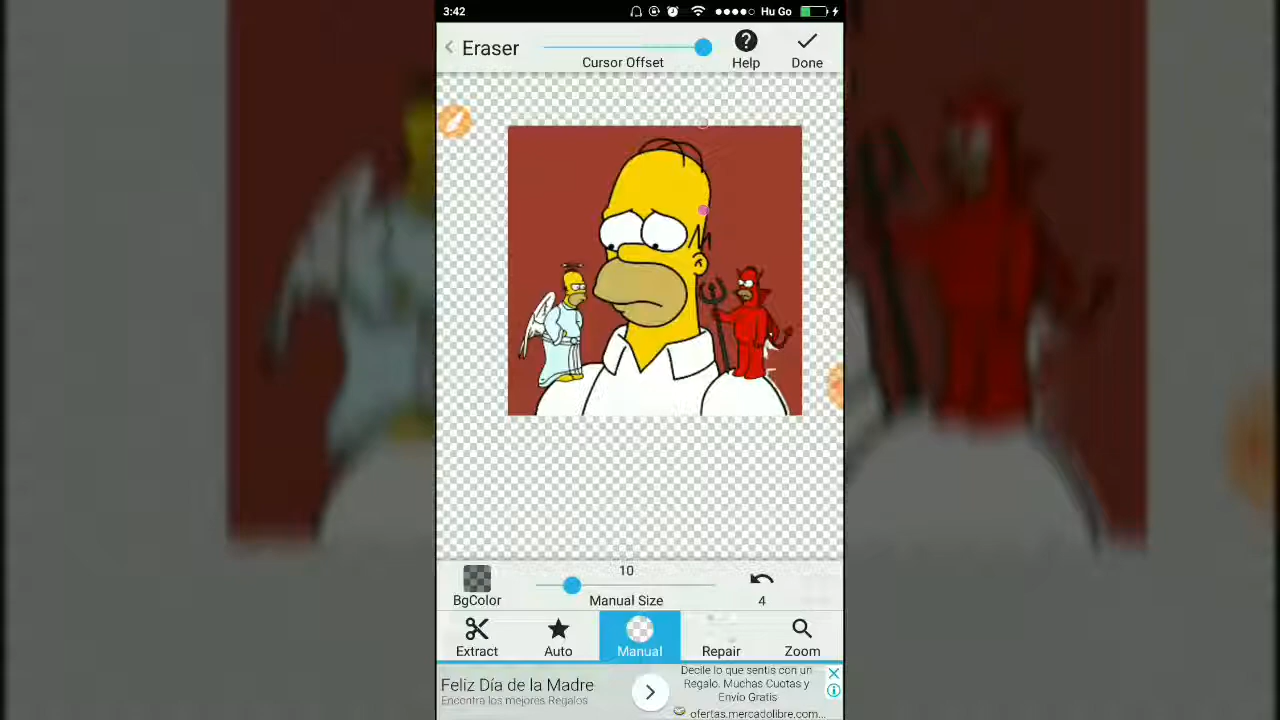 3:42
Hu Go
Eraser
Cursor Offset
Help
Done
10
BgColor
Manual Size
4
Extract
Auto
Manual
Repair
Zoom
Feliz Día de la Madre
Encontra los mejores Regalos
Decile lo que sentis con un
Regalo. Muchas Cuotas y
Envío Gratis
ofertas.mercadolibre.com...